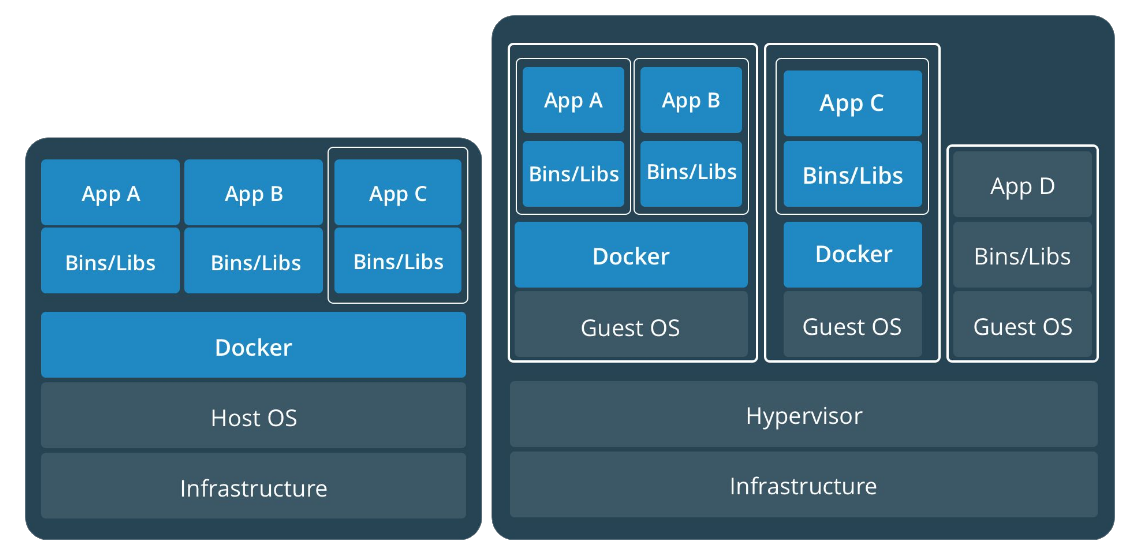 App A
App B
App C
Bins/Libs
Bins/Libs
Bins/Libs
Docker
Host OS
Infrastructure
App A
App B
Bins/Libs
Bins/Libs
Docker
Guest OS
App C
Bins/Libs
Docker
Guest OS
App D
Bins/Libs
Guest OS
Hypervisor
Infrastructure